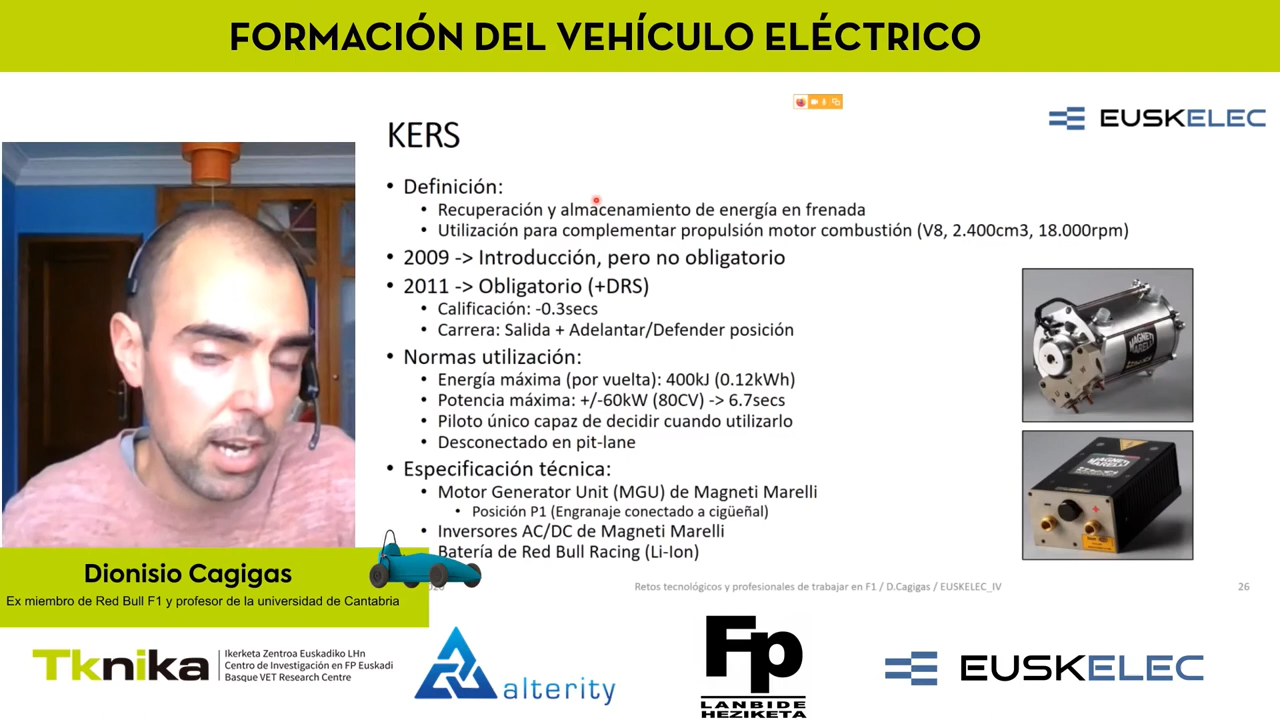 FORMACIÓN DEL VEHÍCULO ELÉCTRICO
EUSKELEC
KERS
• Definición:
• Recuperación y almacenamiento de energía en frenada
• Utilización para complementar propulsión motor combustión (V8, 2.400cm3, 18.000rpm)
• 2009 -> Introducción, pero no obligatorio
• 2011 -> Obligatorio (+DRS)
• Calificación: -0.3secs
• Carrera: Salida + Adelantar/Defender posición
• Normas utilización:
• Energía máxima (por vuelta): 400kJ (0.12kWh)
• Potencia máxima: +/-60kW (80CV) -> 6.7secs
• Piloto único capaz de decidir cuando utilizarlo
• Desconectado en pit-lane
• Especificación técnica:
• Motor Generator Unit (MGU) de Magneti Marelli
• Posición P1 (Engranaje conectado a cigüeñal)
• Inversores AC/DC de Magneti Marelli
Batería de Red Bull Racing (Li-Ion)
MAGNETI
MARELLI
MAGNETI
MARELLI
Dionisio Cagigas
Ex miembro de Red Bull F1 y profesor de la universidad de Cantabria
Retos tecnológicos y profesionales de trabajar en F1 / D.Cagigas / EUSKELEC_IV
26
Tknika
Ikerketa Zentroa Euskadiko LHn
Centro de Investigación en FP Euskadi
Basque VET Research Centre
alterity
Fp
LANBIDE
HEZIKETA
EUSKELEC